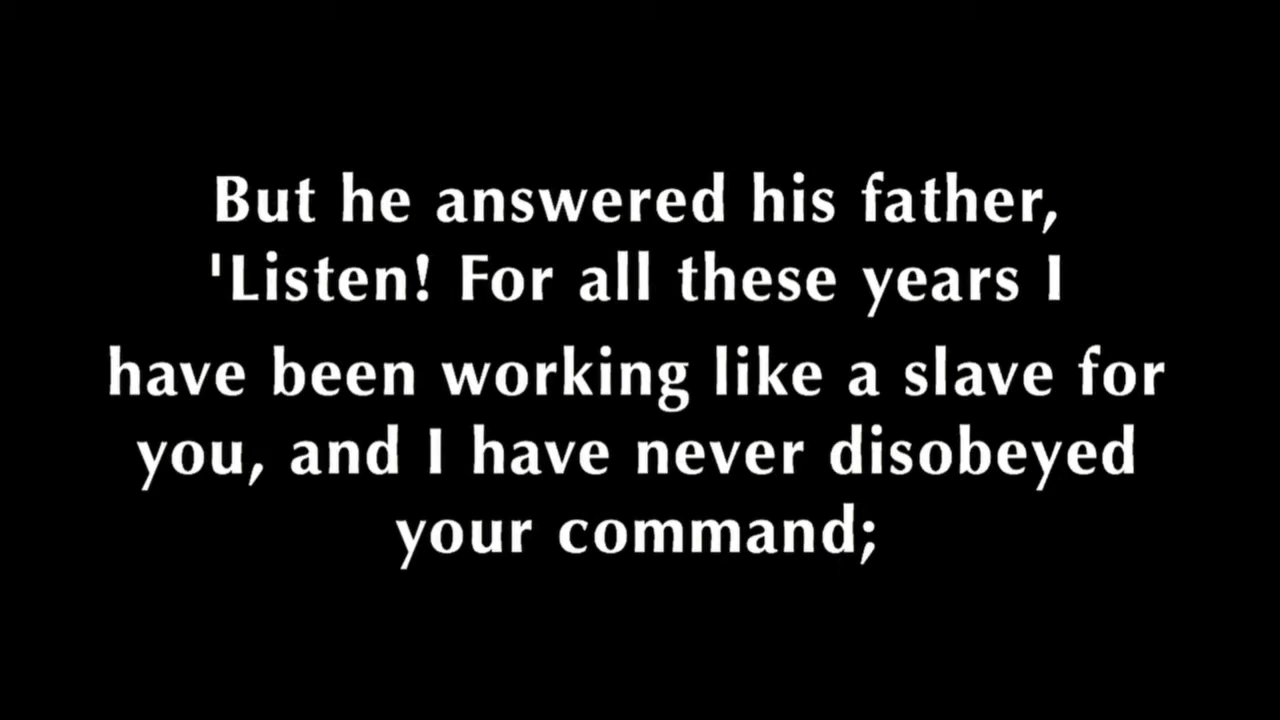 But he answered his father,
'Listen! For all these years I
have been working like a slave for
you, and I have never disobeyed
your command;